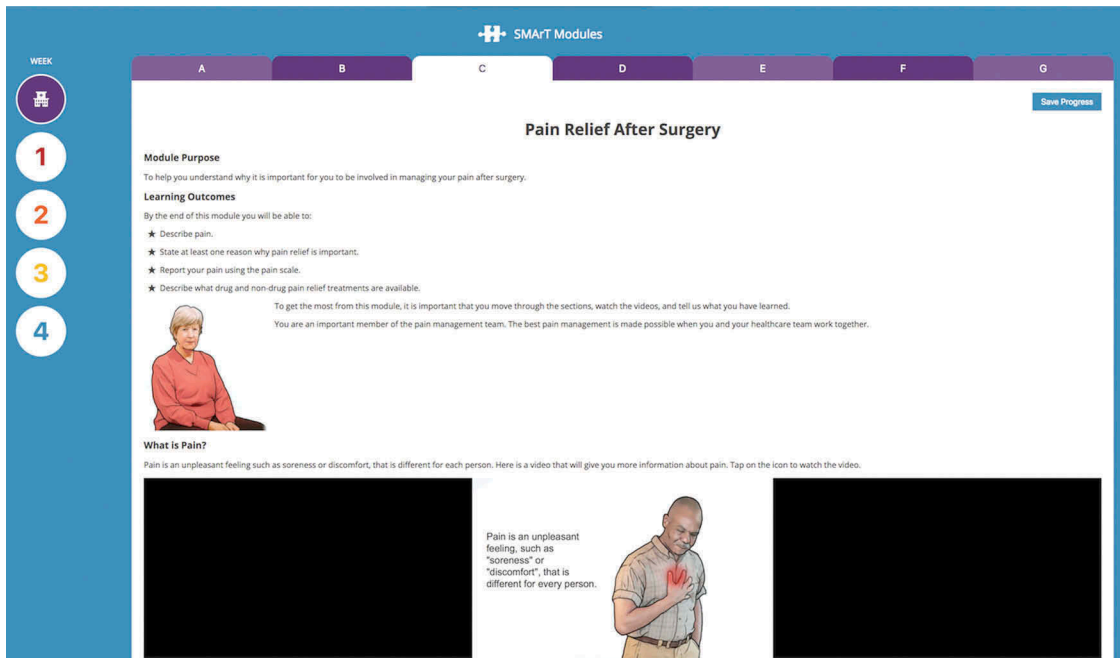 SMArT Modules
WEEK
A B C D E F G
Save Progress
1
2
3
4
Pain Relief After Surgery
Module Purpose
To help you understand why it is important for you to be involved in managing your pain after surgery.
Learning Outcomes
By the end of this module you will be able to:
★ Describe pain.
★ State at least one reason why pain relief is important.
★ Report your pain using the pain scale.
★ Describe what drug and non-drug pain relief treatments are available.
To get the most from this module, it is important that you move through the sections, watch the videos, and tell us what you have learned.
You are an important member of the pain management team. The best pain management is made possible when you and your healthcare team work together.
What is Pain?
Pain is an unpleasant feeling such as soreness or discomfort, that is different for each person. Here is a video that will give you more information about pain. Tap on the icon to watch the video.
Pain is an unpleasant
feeling, such as
"soreness" or
"discomfort", that is
different for every person.